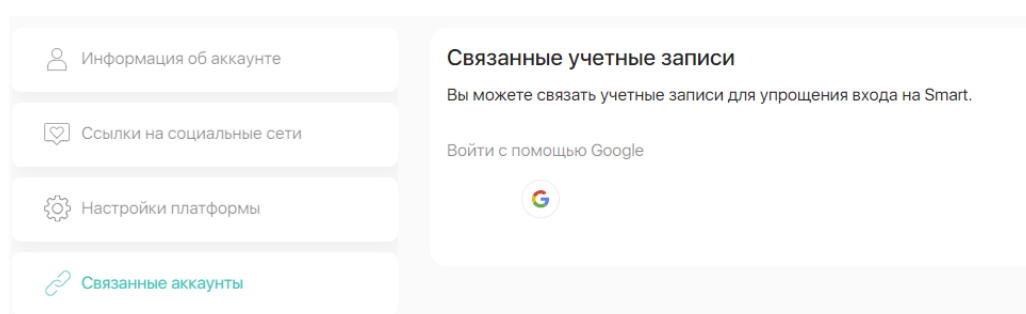 Информация об аккаунте
Ссылки на социальные сети
Настройки платформы
Связанные аккаунты
Связанные учетные записи
Вы можете связать учетные записи для упрощения входа на Smart.
Войти с помощью Google